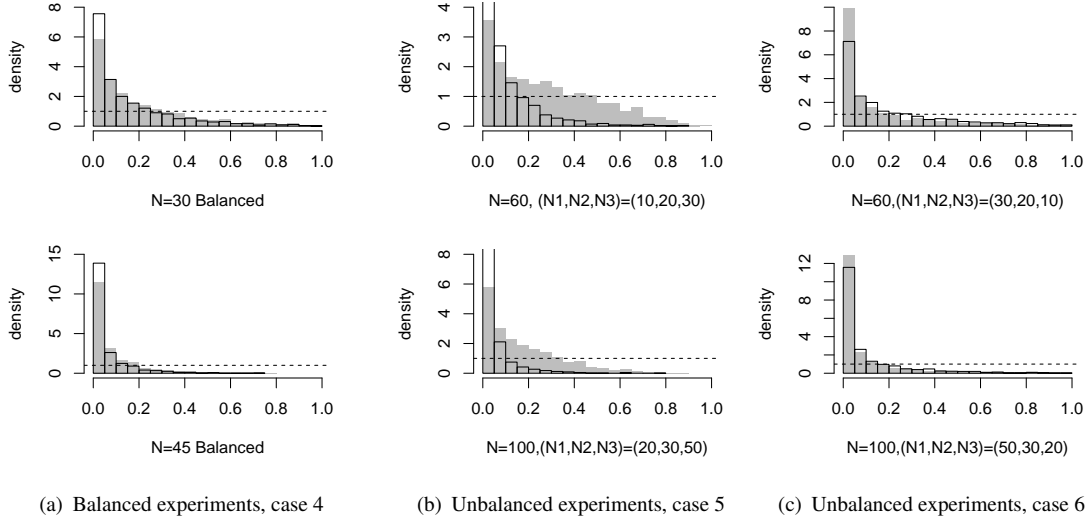 density
0 2 4 6 8
0.0 0.2 0.4 0.6 0.8 1.0
N=30 Balanced
density
0 1 2 3 4
0.0 0.2 0.4 0.6 0.8 1.0
N=60, (N1,N2,N3)=(10,20,30)
density
0 2 4 6 8
0.0 0.2 0.4 0.6 0.8 1.0
N=60,(N1,N2,N3)=(30,20,10)
density
0 5 10 15
0.0 0.2 0.4 0.6 0.8 1.0
N=45 Balanced
density
0 2 4 6 8
0.0 0.2 0.4 0.6 0.8 1.0
N=100,(N1,N2,N3)=(20,30,50)
density
0 2 4 8 12
0.0 0.2 0.4 0.6 0.8 1.0
N=100,(N1,N2,N3)=(50,30,20)
(a) Balanced experiments, case 4
(b) Unbalanced experiments, case 5
(c) Unbalanced experiments, case 6